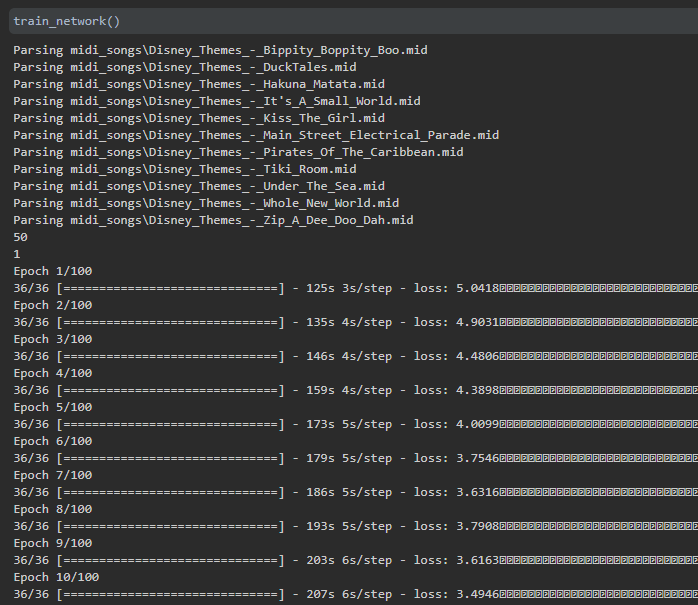 train_network()
Parsing midi_songs\Disney_Themes_-_Bippity_Boppity_Boo.mid
Parsing midi_songs\Disney_Themes_-_DuckTales.mid
Parsing midi_songs\Disney_Themes_-_Hakuna_Matata.mid
Parsing midi_songs\Disney_Themes_-_It's_A_Small_World.mid
Parsing midi_songs\Disney_Themes_-_Kiss_The_Girl.mid
Parsing midi_songs\Disney_Themes_-_Main_Street_Electrical_Parade.mid
Parsing midi_songs\Disney_Themes_-_Pirates_Of_The_Caribbean.mid
Parsing midi_songs\Disney_Themes_-_Tiki_Room.mid
Parsing midi_songs\Disney_Themes_-_Under_The_Sea.mid
Parsing midi_songs\Disney_Themes_-_Whole_New_World.mid
Parsing midi_songs\Disney_Themes_-_Zip_A_Dee_Doo_Dah.mid
50
1
Epoch 1/100
36/36 [==============================] - 125s 3s/step - loss: 5.0418
Epoch 2/100
36/36 [==============================] - 135s 4s/step - loss: 4.9031
Epoch 3/100
36/36 [==============================] - 146s 4s/step - loss: 4.4806
Epoch 4/100
36/36 [==============================] - 159s 4s/step - loss: 4.3898
Epoch 5/100
36/36 [==============================] - 173s 5s/step - loss: 4.0099
Epoch 6/100
36/36 [==============================] - 179s 5s/step - loss: 3.7546
Epoch 7/100
36/36 [==============================] - 186s 5s/step - loss: 3.6316
Epoch 8/100
36/36 [==============================] - 193s 5s/step - loss: 3.7908
Epoch 9/100
36/36 [==============================] - 203s 6s/step - loss: 3.6163
Epoch 10/100
36/36 [==============================] - 207s 6s/step - loss: 3.4946